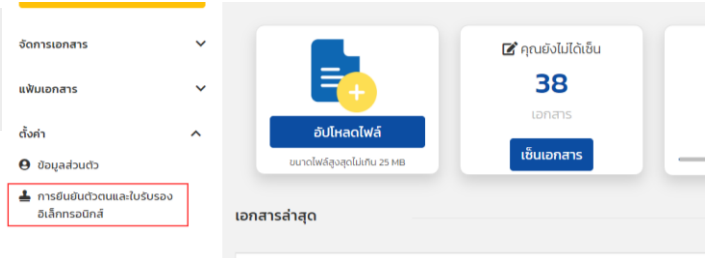 จัดการเอกสาร
แฟ้มเอกสาร
ตั้งค่า
ข้อมูลส่วนตัว
การยืนยันตัวตนและใบรับรอง
อิเล็กทรอนิกส์
อัปโหลดไฟล์
ขนาดไฟล์สูงสุดไม่เกิน 25 MB
คุณยังไม่ได้เซ็น
38
เอกสาร
เซ็นเอกสาร
เอกสารล่าสุด